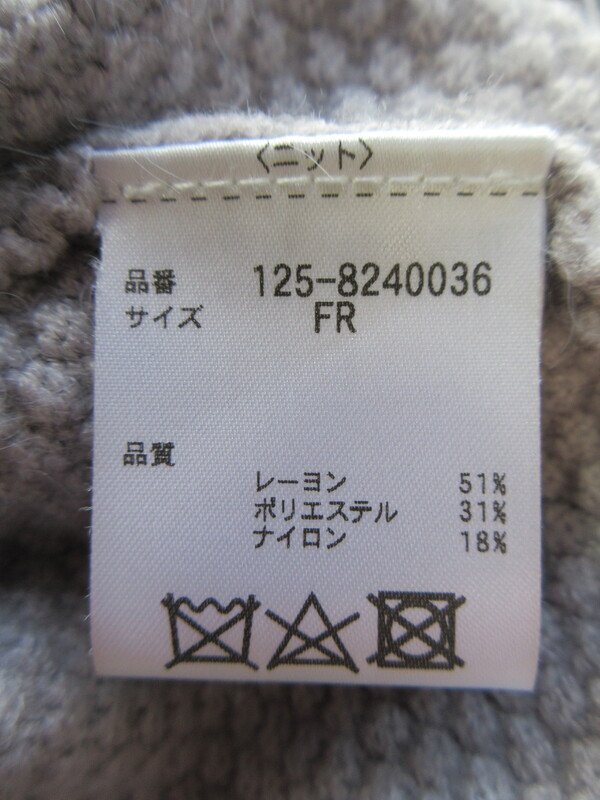 〈ニット〉
品番 125-8240036
サイズ FR
品質
レーヨン 51%
ポリエステル 31%
ナイロン 18%